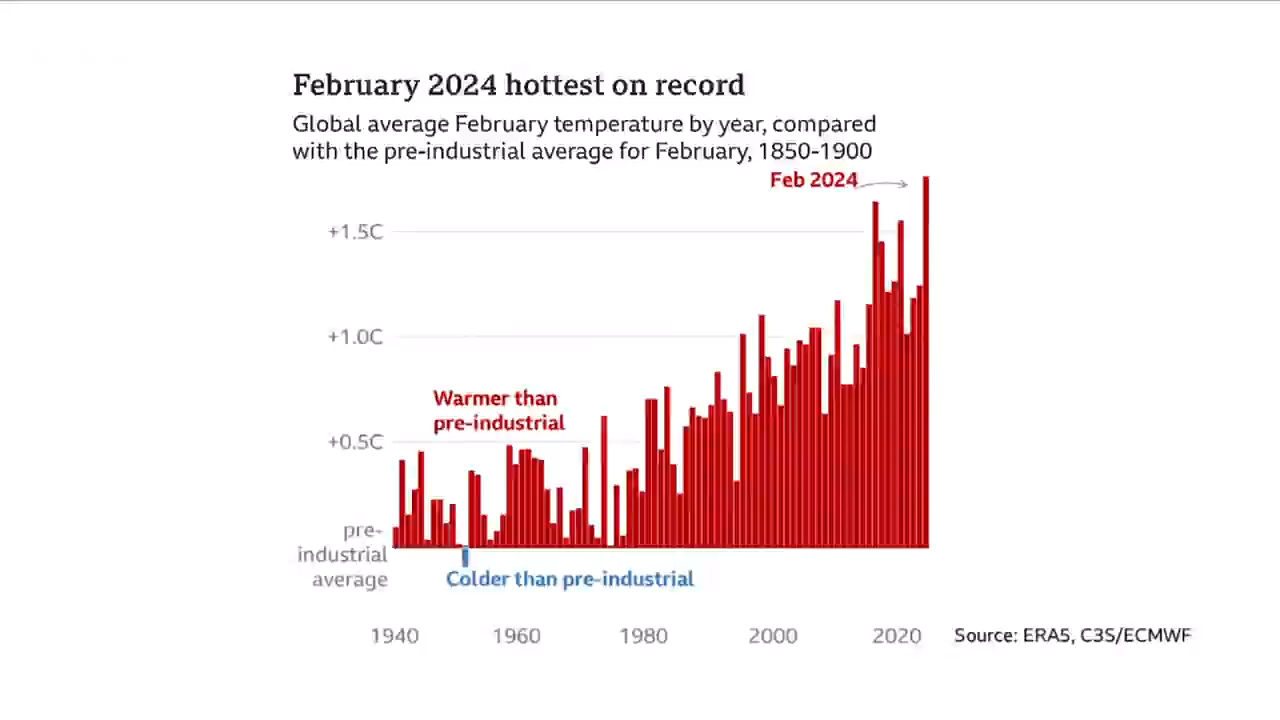 February 2024 hottest on record
Global average February temperature by year, compared
with the pre-industrial average for February, 1850-1900
Feb 2024
+1.5C
+1.0C
Warmer than
pre-industrial
+0.5C
pre-
industrial
average
Colder than pre-industrial
1940 1960 1980 2000 2020
Source: ERA5, C3S/ECMWF